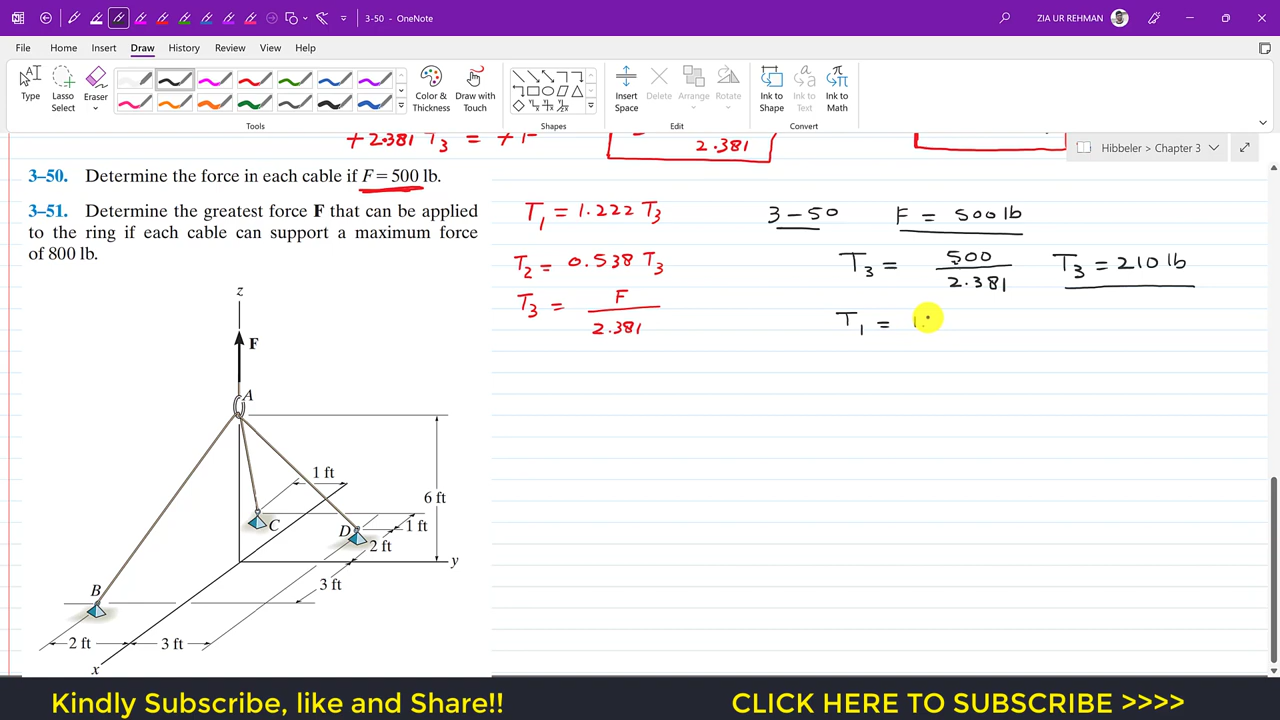 3-50 - OneNote
ZIA UR REHMAN
File Home Insert Draw History Review View Help
Type
Lasso Select
Eraser
Color & Thickness
Draw with Touch
Insert Space
Delete
Arrange
Rotate
Ink to Shape
Ink to Text
Ink to Math
Tools
Shapes
Edit
Convert
Hibbeler > Chapter 3
+ 2.381 T3 =
2.381
3–50. Determine the force in each cable if F = 500 lb.
3–51. Determine the greatest force F that can be applied
to the ring if each cable can support a maximum force
of 800 lb.
z
F
A
1 ft
6 ft
C
D
1 ft
2 ft
y
B
3 ft
2 ft
3 ft
x
T1 = 1.222 T3
T2 = 0.538 T3
T3 = F / 2.381
3-50 F = 500 lb
T3 = 500 / 2.381 T3 = 210 lb
T1 =
Kindly Subscribe, like and Share!!
CLICK HERE TO SUBSCRIBE >>>>